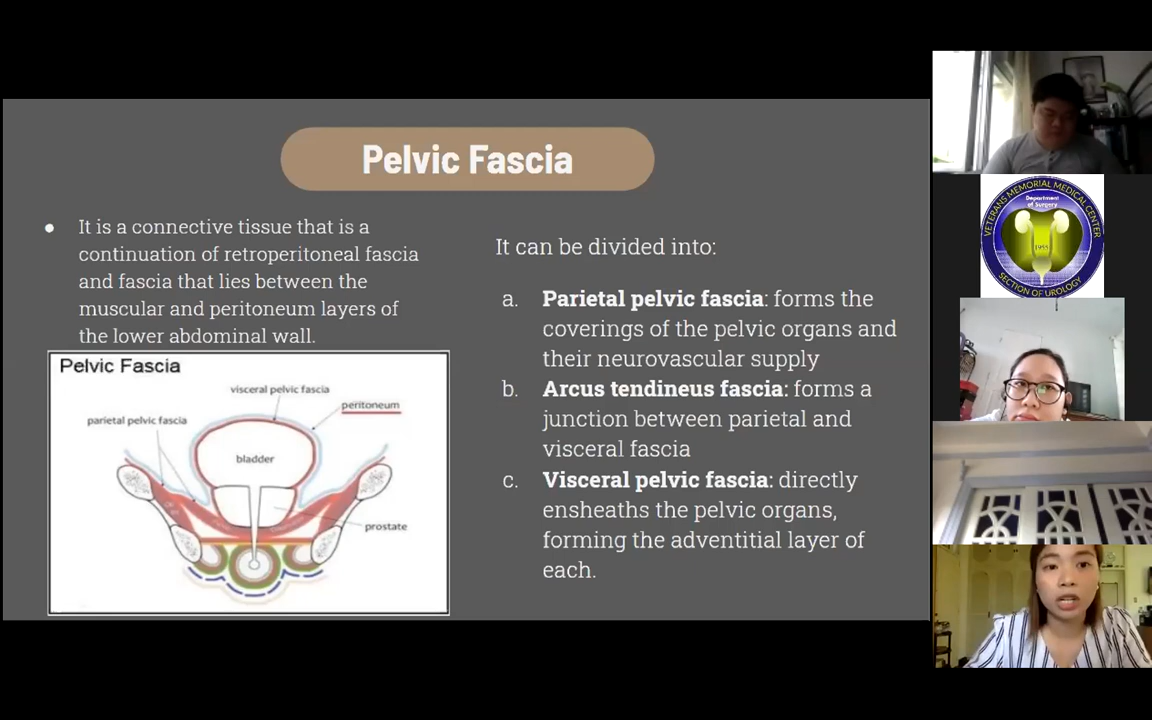 Pelvic Fascia
● It is a connective tissue that is a
continuation of retroperitoneal fascia
and fascia that lies between the
muscular and peritoneum layers of
the lower abdominal wall.
Pelvic Fascia
visceral pelvic fascia
peritoneum
parietal pelvic fascia
bladder
prostate
It can be divided into:
a. Parietal pelvic fascia: forms the
coverings of the pelvic organs and
their neurovascular supply
b. Arcus tendineus fascia: forms a
junction between parietal and
visceral fascia
c. Visceral pelvic fascia: directly
ensheaths the pelvic organs,
forming the adventitial layer of
each.
VETERANS MEMORIAL MEDICAL CENTER
Department
of Surgery
1955
SECTION OF UROLOGY